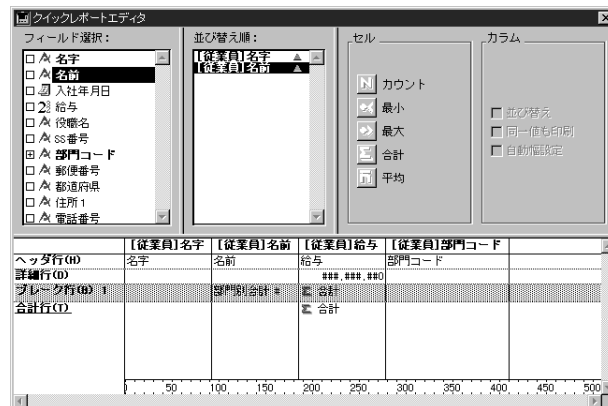 クイックレポートエディタ
フィールド選択：
名字
名前
入社年月日
給与
役職名
SS番号
部門コード
郵便番号
都道府県
住所1
電話番号
並び替え順：
[従業員]名字
[従業員]名前
セル
カウント
最小
最大
合計
平均
カラム
並び替え
同一値も印刷
自動幅設定
[従業員]名字 [従業員]名前 [従業員]給与 [従業員]部門コード
ヘッダ行(H) 名字 名前 給与 部門コード
詳細行(D) ###,###,##0
ブレーク行(B) 1 部門別合計 # Σ 合計
合計行(T) Σ 合計
50 100 150 200 250 300 350 400 450 500